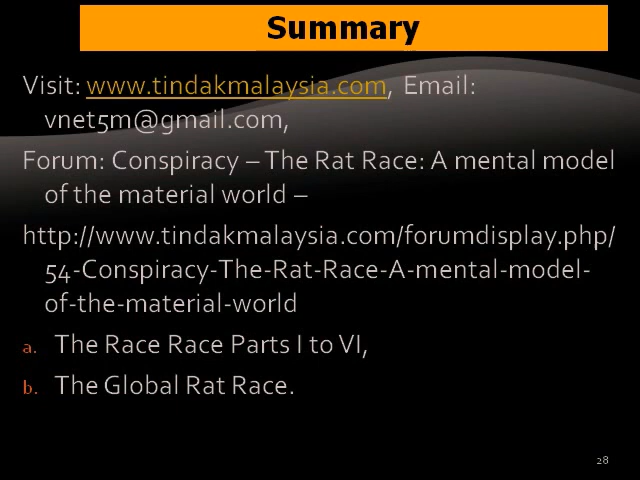 Summary
Visit: www.tindakmalaysia.com, Email:
vnet5m@gmail.com,
Forum: Conspiracy – The Rat Race: A mental model
of the material world –
http://www.tindakmalaysia.com/forumdisplay.php/
54-Conspiracy-The-Rat-Race-A-mental-model-
of-the-material-world
a. The Race Race Parts I to VI,
b. The Global Rat Race.
28